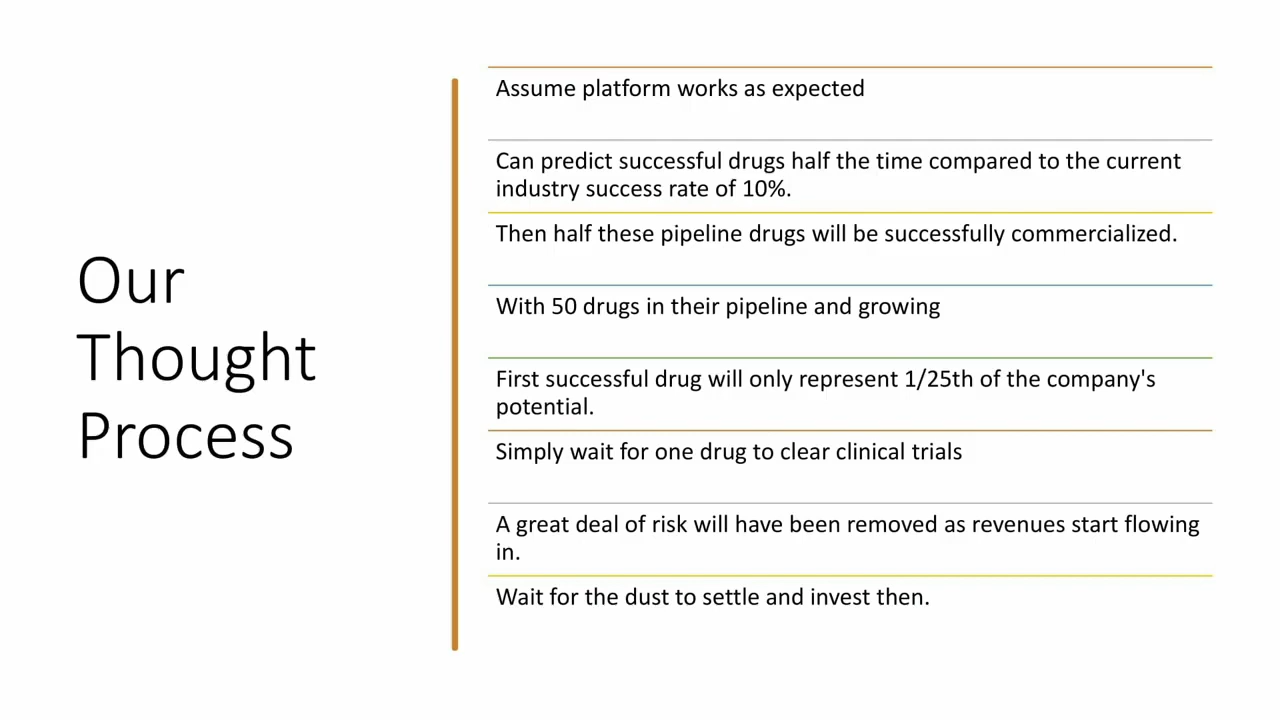 Our
Thought
Process
Assume platform works as expected
Can predict successful drugs half the time compared to the current
industry success rate of 10%.
Then half these pipeline drugs will be successfully commercialized.
With 50 drugs in their pipeline and growing
First successful drug will only represent 1/25th of the company's
potential.
Simply wait for one drug to clear clinical trials
A great deal of risk will have been removed as revenues start flowing
in.
Wait for the dust to settle and invest then.